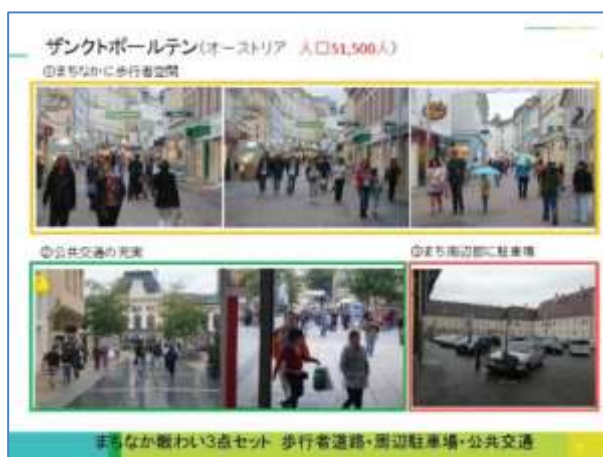 ザンクトポールテン(オーストリア 人口51,500人)
①まちなかに歩行者空間
②公共交通の充実
③まち周辺部に駐車場
まちなか賑わい3点セット 歩行者道路・周辺駐車場・公共交通